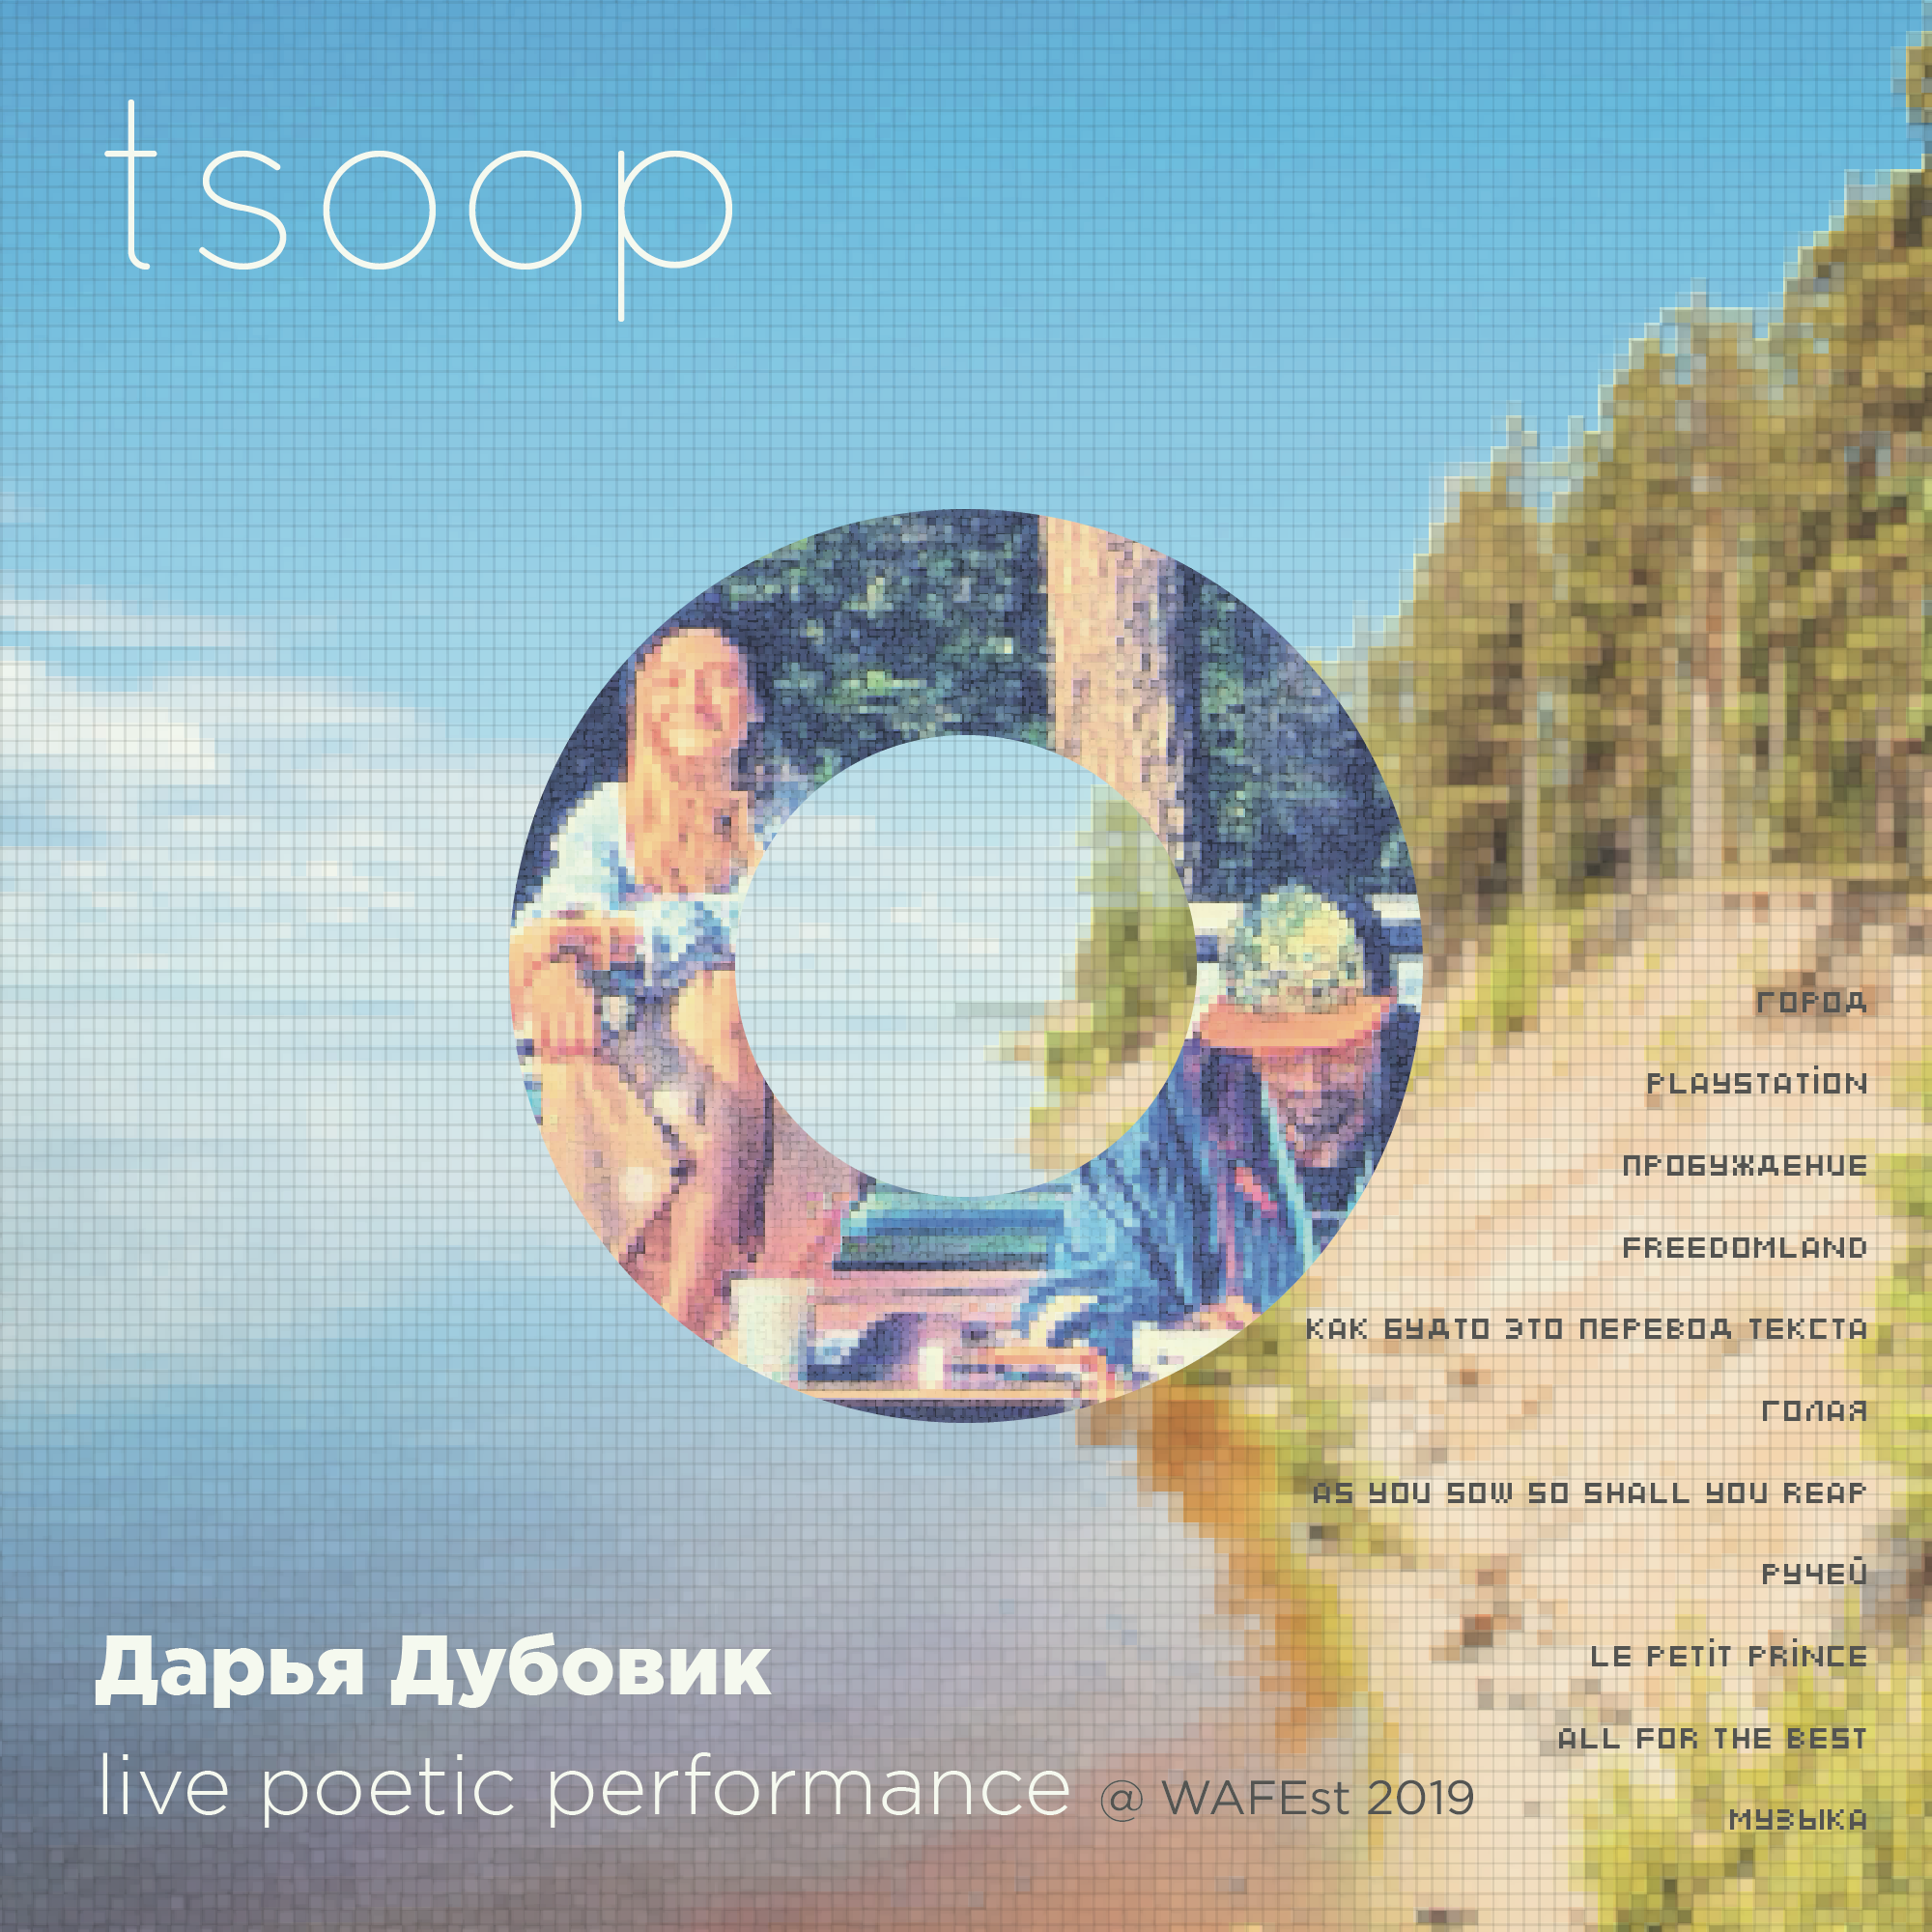 tsoop
ГОРОД
PLAYSTATION
ПРОБУЖДЕНИЕ
FREEDOMLAND
КАК БУДТО ЭТО ПЕРЕВОД ТЕКСТА
ГОЛАЯ
AS YOU SOW SO SHALL YOU REAP
РУЧЕЙ
LE PETIT PRINCE
ALL FOR THE BEST
МУЗЫКА
Дарья Дубовик
live poetic performance @ WAFEst 2019